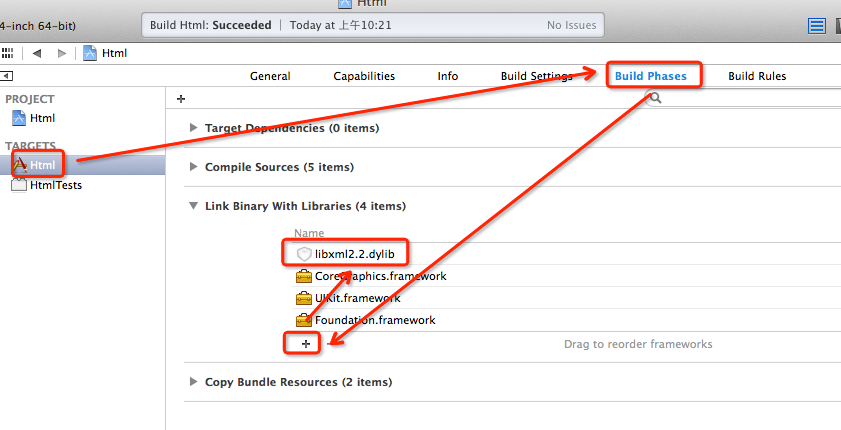 Html
4-inch 64-bit)
Build Html: Succeeded | Today at 上午10:21
No Issues
Html
General Capabilities Info Build Settings Build Phases Build Rules
PROJECT
Html
TARGETS
Html
HtmlTests
Target Dependencies (0 items)
Compile Sources (5 items)
Link Binary With Libraries (4 items)
Name
libxml2.2.dylib
CoreGraphics.framework
UIKit.framework
Foundation.framework
Drag to reorder frameworks
Copy Bundle Resources (2 items)